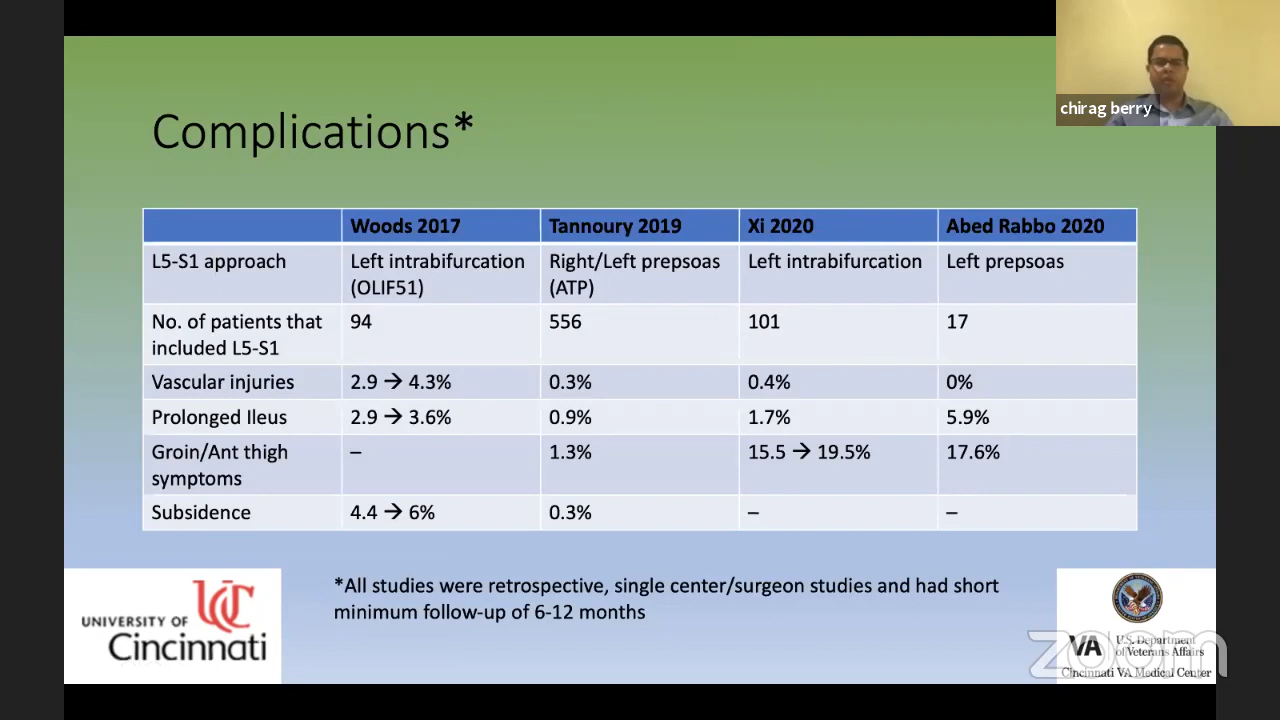 chirag berry
Complications*
Woods 2017 Tannoury 2019 Xi 2020 Abed Rabbo 2020
L5-S1 approach Left intrabifurcation (OLIF51) Right/Left prepsoas (ATP) Left intrabifurcation Left prepsoas
No. of patients that included L5-S1 94 556 101 17
Vascular injuries 2.9 → 4.3% 0.3% 0.4% 0%
Prolonged Ileus 2.9 → 3.6% 0.9% 1.7% 5.9%
Groin/Ant thigh symptoms – 1.3% 15.5 → 19.5% 17.6%
Subsidence 4.4 → 6% 0.3% – –
*All studies were retrospective, single center/surgeon studies and had short
minimum follow-up of 6-12 months
UC
UNIVERSITY OF
Cincinnati
VA U.S. Department
of Veterans Affairs
Cincinnati VA Medical Center
zoom